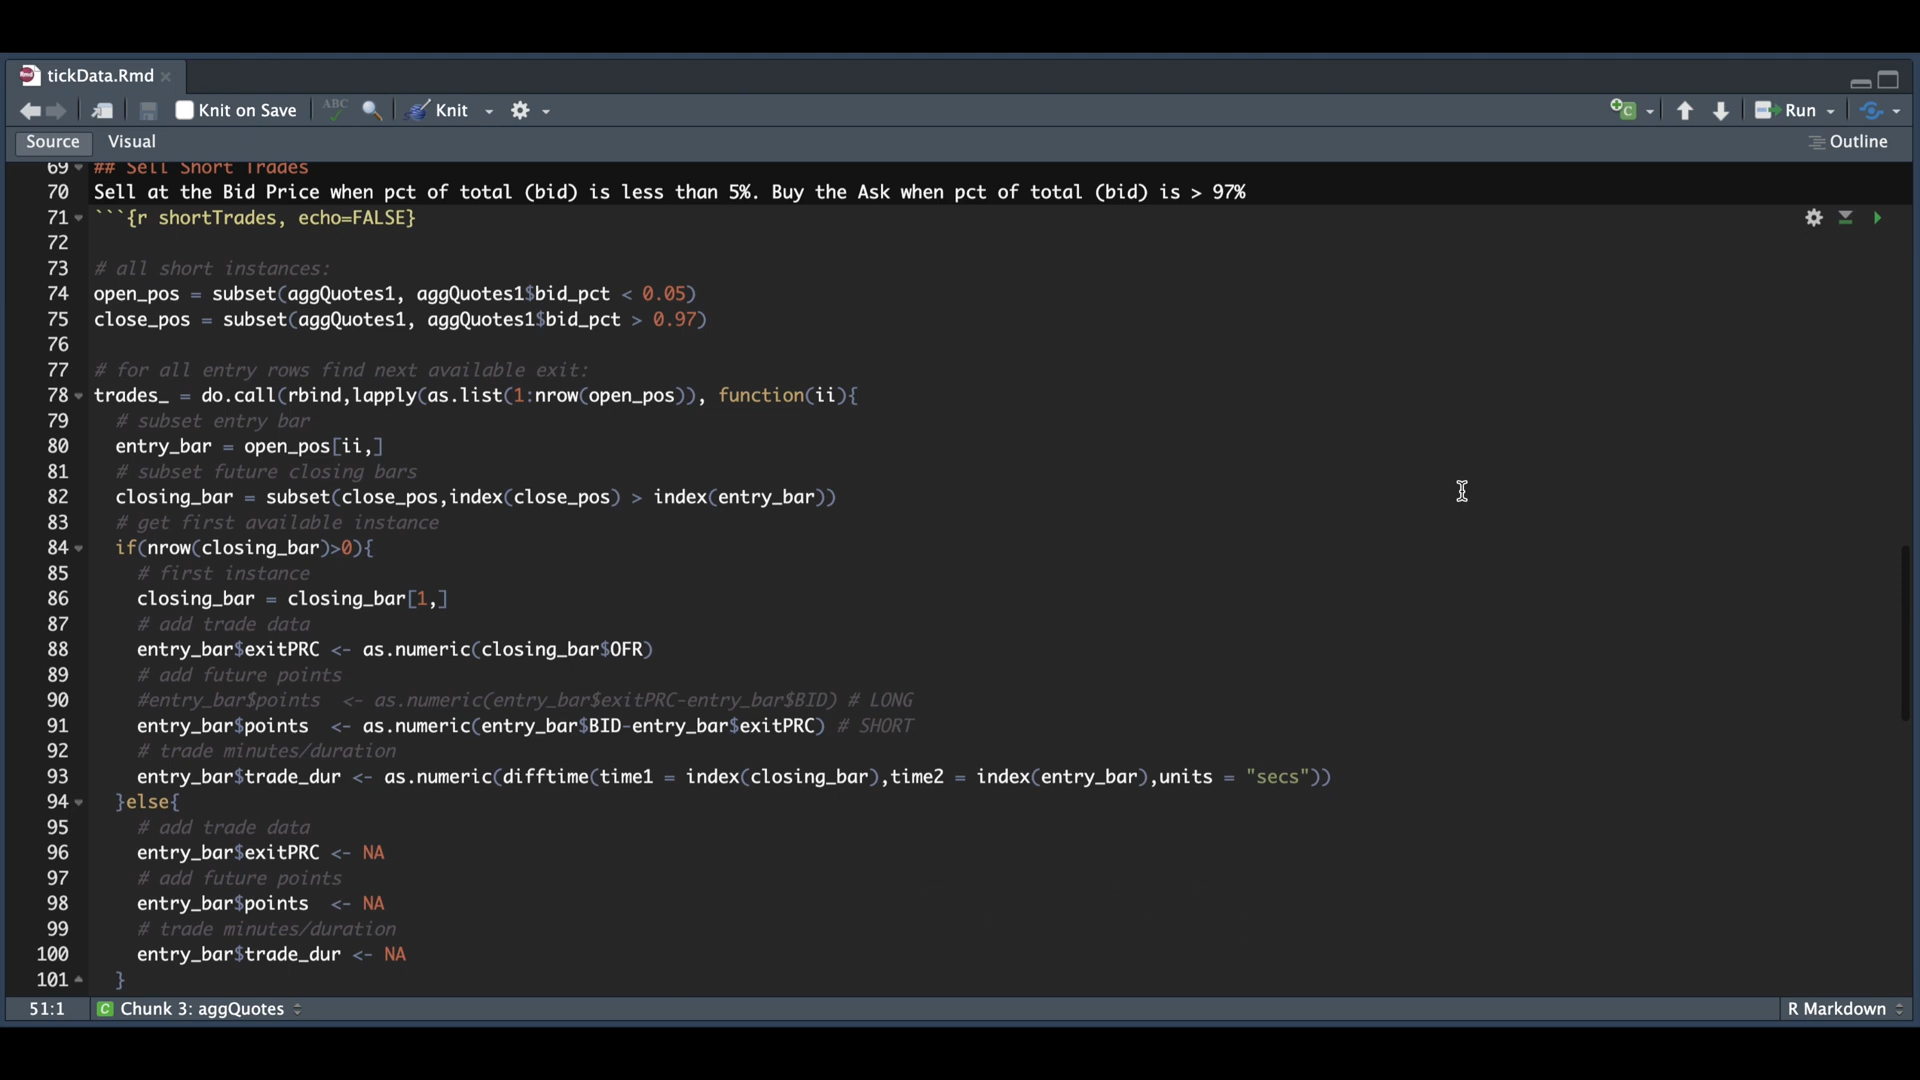 tickData.Rmd
Knit on Save ABC Knit Run
Source Visual Outline
69 ## Sell Short Trades
70 Sell at the Bid Price when pct of total (bid) is less than 5%. Buy the Ask when pct of total (bid) is > 97%
71 ```{r shortTrades, echo=FALSE}
72
73 # all short instances:
74 open_pos = subset(aggQuotes1, aggQuotes1$bid_pct < 0.05)
75 close_pos = subset(aggQuotes1, aggQuotes1$bid_pct > 0.97)
76
77 # for all entry rows find next available exit:
78 trades_ = do.call(rbind,lapply(as.list(1:nrow(open_pos)), function(ii){
79 # subset entry bar
80 entry_bar = open_pos[ii,]
81 # subset future closing bars
82 closing_bar = subset(close_pos,index(close_pos) > index(entry_bar))
83 # get first available instance
84 if(nrow(closing_bar)>0){
85 # first instance
86 closing_bar = closing_bar[1,]
87 # add trade data
88 entry_bar$exitPRC <- as.numeric(closing_bar$OFR)
89 # add future points
90 #entry_bar$points  <- as.numeric(entry_bar$exitPRC-entry_bar$BID) # LONG
91 entry_bar$points  <- as.numeric(entry_bar$BID-entry_bar$exitPRC) # SHORT
92 # trade minutes/duration
93 entry_bar$trade_dur <- as.numeric(difftime(time1 = index(closing_bar),time2 = index(entry_bar),units = "secs"))
94 }else{
95 # add trade data
96 entry_bar$exitPRC <- NA
97 # add future points
98 entry_bar$points  <- NA
99 # trade minutes/duration
100 entry_bar$trade_dur <- NA
101 }
51:1 C Chunk 3: aggQuotes R Markdown